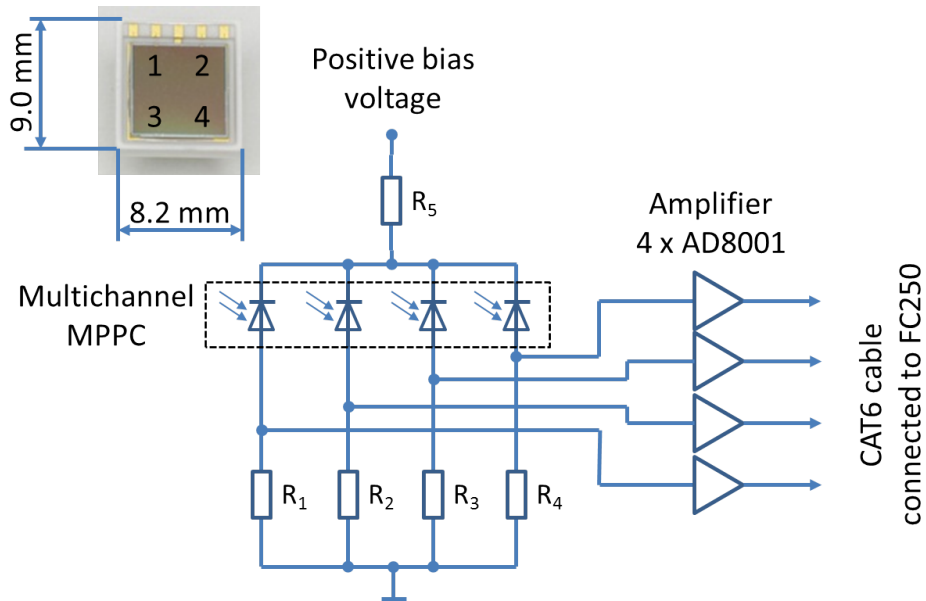 9.0 mm
1 2
3 4
8.2 mm
Positive bias
voltage
R₅
Amplifier
4 x AD8001
Multichannel
MPPC
R₁ R₂ R₃ R₄
CAT6 cable
connected to FC250